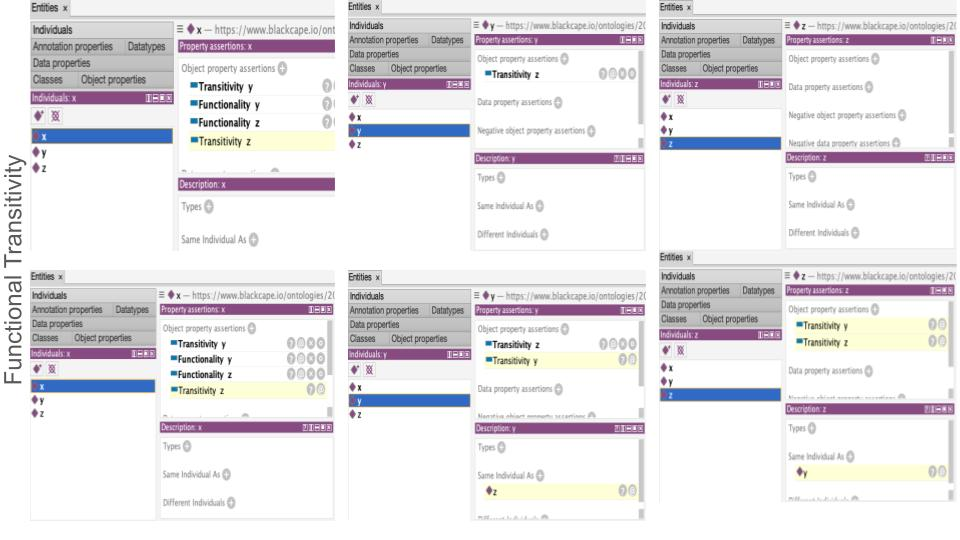 Functional Transitivity
Entities x
Individuals
Annotation properties Datatypes
Data properties
Classes Object properties
Individuals: x
x
y
z
x — https://www.blackcape.io/ont
Property assertions: x
Object property assertions
Transitivity y
Functionality y
Functionality z
Transitivity z
Description: x
Types
Same Individual As
Entities x
Individuals
Annotation properties Datatypes
Data properties
Classes Object properties
Individuals: y
x
y
z
y — https://www.blackcape.io/ontologies/20
Property assertions: y
Object property assertions
Transitivity z
Data property assertions
Negative object property assertions
Description: y
Types
Same Individual As
Different Individuals
Entities x
Individuals
Annotation properties Datatypes
Data properties
Classes Object properties
Individuals: z
x
y
z
z — https://www.blackcape.io/ontologies/2
Property assertions: z
Object property assertions
Data property assertions
Negative object property assertions
Negative data property assertions
Description: z
Types
Same Individual As
Different Individuals
Entities x
Individuals
Annotation properties Datatypes
Data properties
Classes Object properties
Individuals: x
x
y
z
x — https://www.blackcape.io/ontologies/2
Property assertions: x
Object property assertions
Transitivity y
Functionality y
Functionality z
Transitivity z
Description: x
Types
Same Individual As
Different Individuals
Entities x
Individuals
Annotation properties Datatypes
Data properties
Classes Object properties
Individuals: y
x
y
z
y — https://www.blackcape.io/ontologies/20
Property assertions: y
Object property assertions
Transitivity z
Transitivity y
Data property assertions
Negative object property assertions
Description: y
Types
Same Individual As
z
Entities x
Individuals
Annotation properties Datatypes
Data properties
Classes Object properties
Individuals: z
x
y
z
z — https://www.blackcape.io/ontologies/2
Property assertions: z
Object property assertions
Transitivity y
Transitivity z
Data property assertions
Description: z
Types
Same Individual As
y